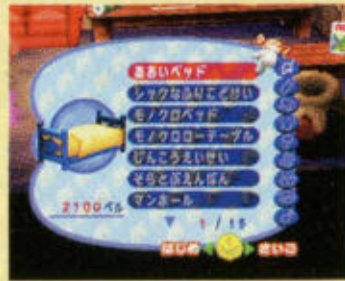 あおいベッド
シックなふりこどけい
モノクロベッド
モノクロローテーブル
じんこうえいせい
そらとぶえんばん
マンホール
2100ベル
1 / 15
はじめ さいご